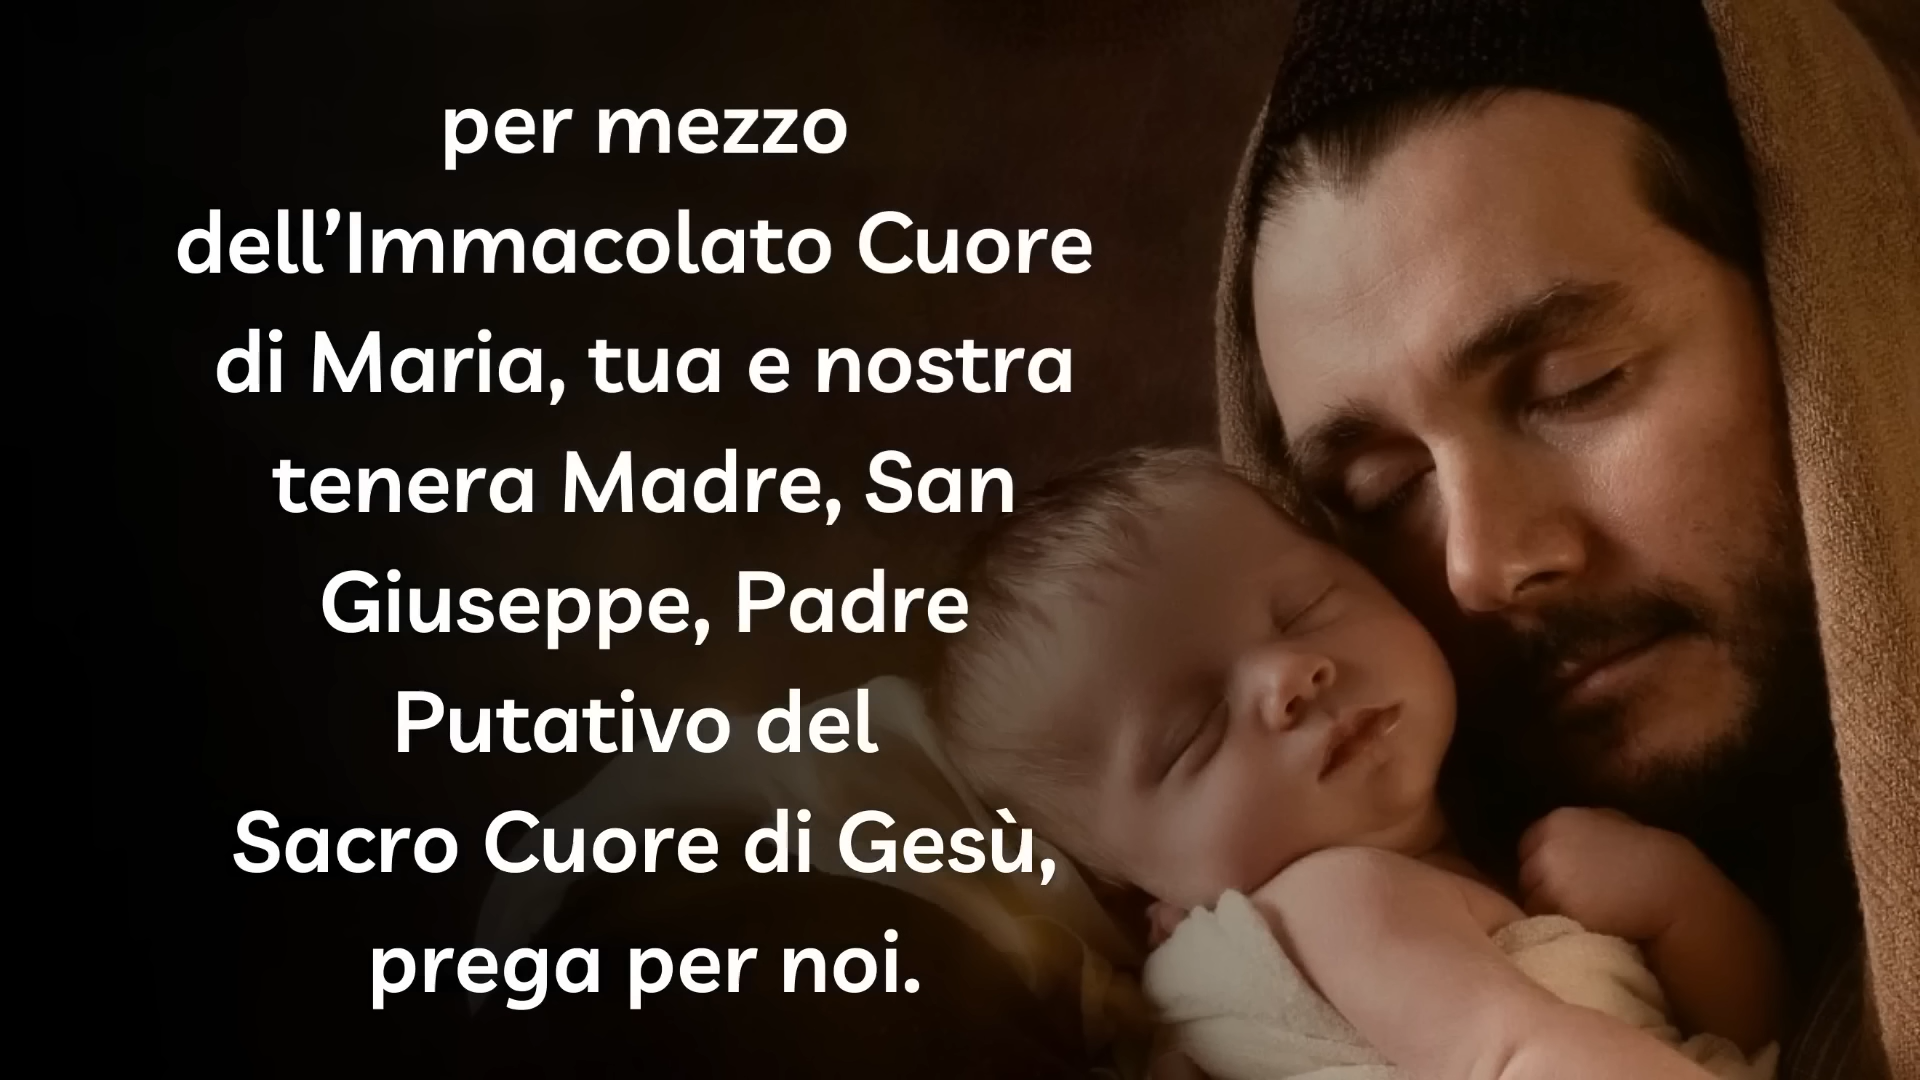 per mezzo
dell’Immacolato Cuore
di Maria, tua e nostra
tenera Madre, San
Giuseppe, Padre
Putativo del
Sacro Cuore di Gesù,
prega per noi.